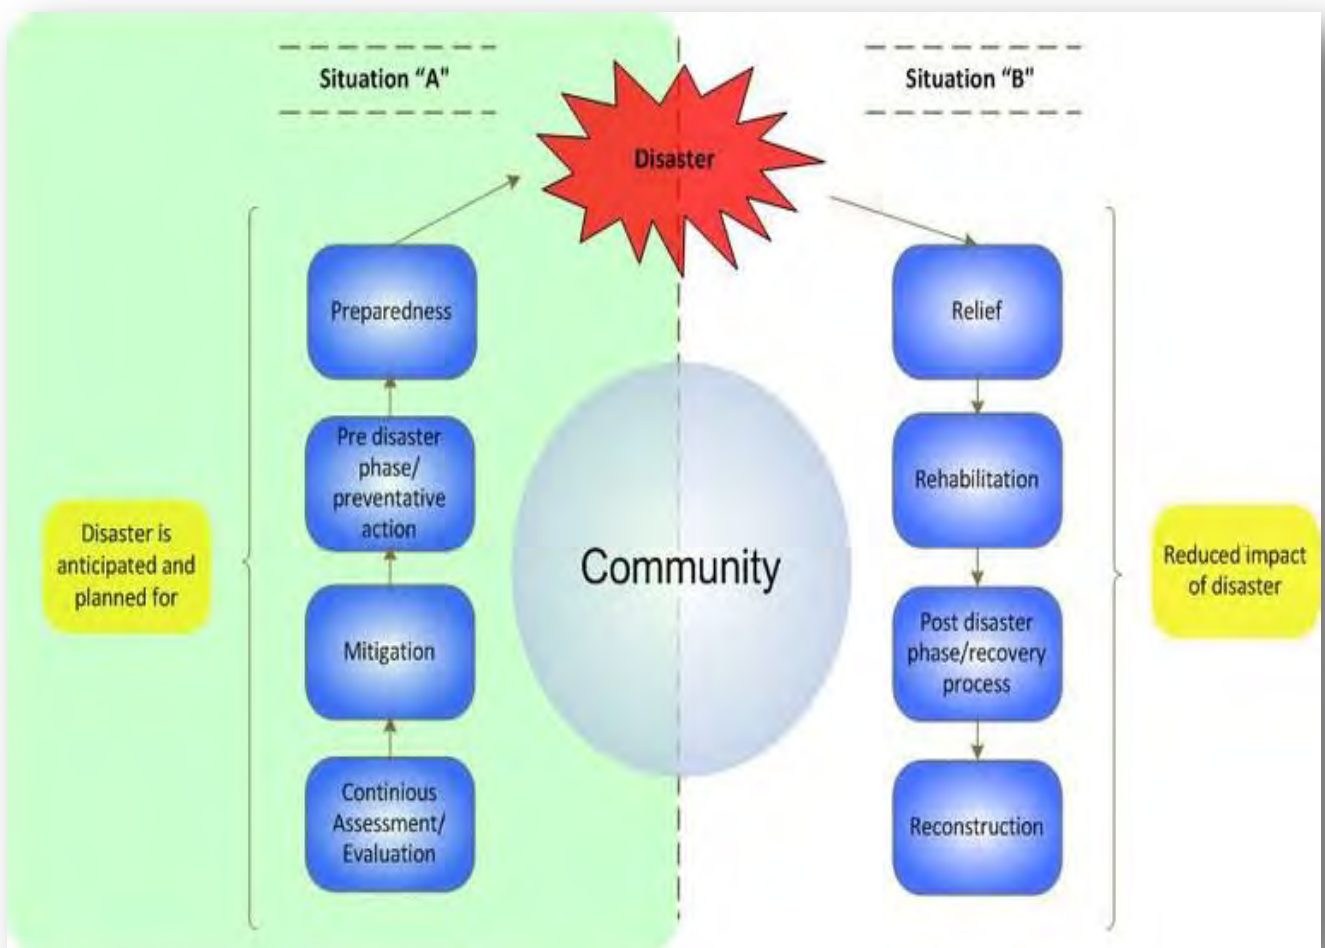 Situation “A"
Situation “B"
Disaster
Preparedness
Pre disaster
phase/
preventative
action
Mitigation
Continious
Assessment/
Evaluation
Disaster is
anticipated and
planned for
Community
Relief
Rehabilitation
Post disaster
phase/recovery
process
Reconstruction
Reduced impact
of disaster